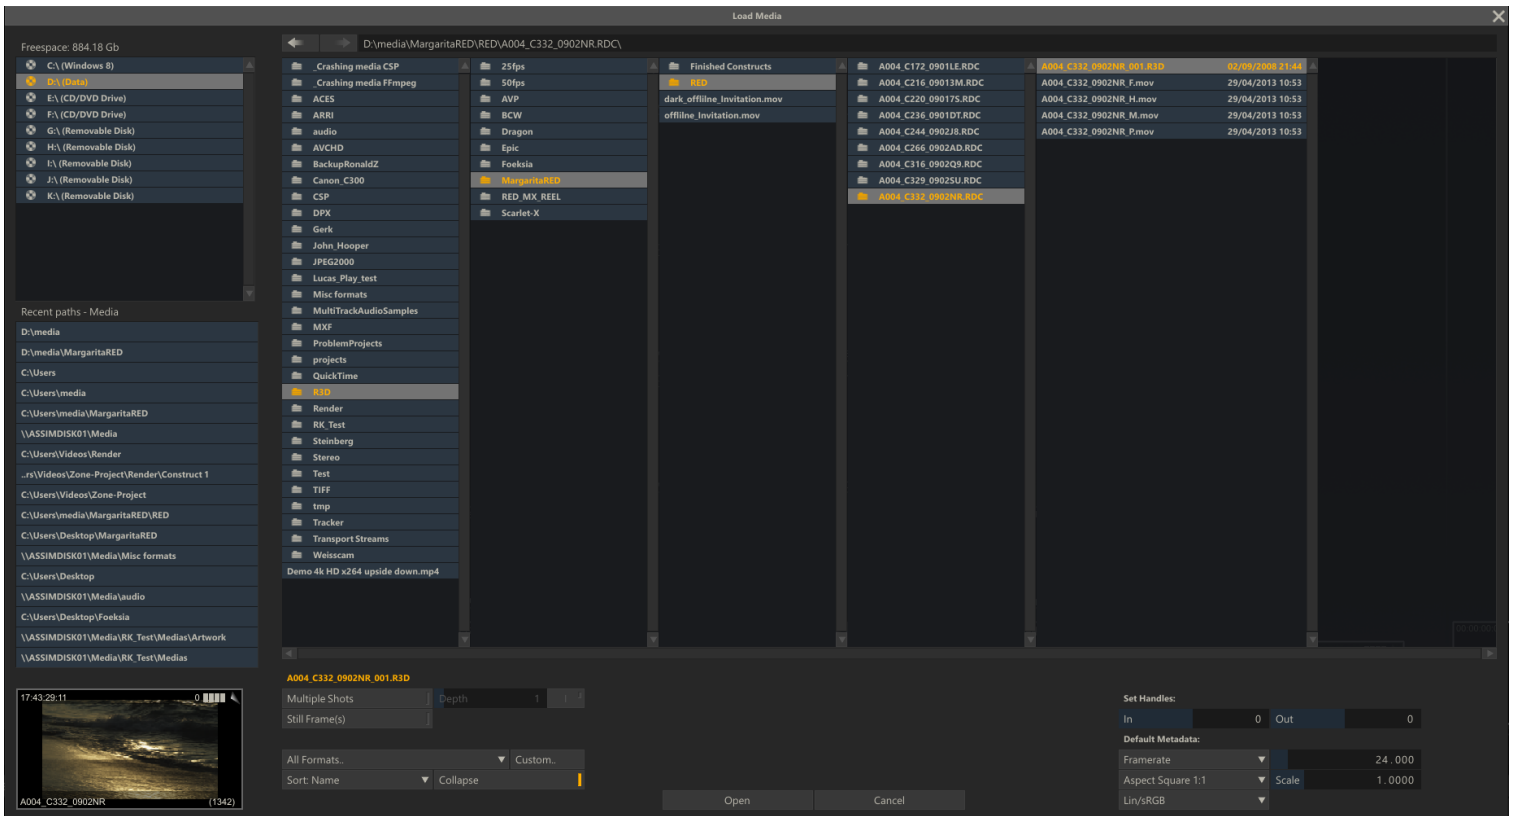 Load Media
Freespace: 884.18 Gb
C:\ (Windows 8)
D:\ (Data)
E:\ (CD/DVD Drive)
F:\ (CD/DVD Drive)
G:\ (Removable Disk)
H:\ (Removable Disk)
I:\ (Removable Disk)
J:\ (Removable Disk)
K:\ (Removable Disk)
Recent paths - Media
D:\media
D:\media\MargaritaRED
C:\Users
C:\Users\media
C:\Users\media\MargaritaRED
\\ASSIMDISK01\Media
C:\Users\Videos\Render
..rs\Videos\Zone-Project\Render\Construct 1
C:\Users\Videos\Zone-Project
C:\Users\media\MargaritaRED\RED
C:\Users\Desktop\MargaritaRED
\\ASSIMDISK01\Media\Misc formats
C:\Users\Desktop
\\ASSIMDISK01\Media\audio
C:\Users\Desktop\Foeksia
\\ASSIMDISK01\Media\RK_Test\Medias\Artwork
\\ASSIMDISK01\Media\RK_Test\Medias
17:43:29:11 0
A004_C332_0902NR (1342)
D:\media\MargaritaRED\RED\A004_C332_0902NR.RDC\
_Crashing media CSP
_Crashing media FFmpeg
ACES
ARRI
audio
AVCHD
BackupRonaldZ
Canon_C300
CSP
DPX
Gerk
John_Hooper
JPEG2000
Lucas_Play_test
Misc formats
MultiTrackAudioSamples
MXF
ProblemProjects
projects
QuickTime
R3D
Render
RK_Test
Steinberg
Stereo
Test
TIFF
tmp
Tracker
Transport Streams
Weisscam
Demo 4k HD x264 upside down.mp4
25fps
50fps
AVP
BCW
Dragon
Epic
Foeksia
MargaritaRED
RED_MX_REEL
Scarlet-X
Finished Constructs
RED
dark_offlilne_Invitation.mov
offlilne_Invitation.mov
A004_C172_0901LE.RDC
A004_C216_09013M.RDC
A004_C220_09017S.RDC
A004_C236_0901DT.RDC
A004_C244_0902J8.RDC
A004_C266_0902AD.RDC
A004_C316_0902Q9.RDC
A004_C329_0902SU.RDC
A004_C332_0902NR.RDC
A004_C332_0902NR_001.R3D 02/09/2008 21:44
A004_C332_0902NR_F.mov 29/04/2013 10:53
A004_C332_0902NR_H.mov 29/04/2013 10:53
A004_C332_0902NR_M.mov 29/04/2013 10:53
A004_C332_0902NR_P.mov 29/04/2013 10:53
A004_C332_0902NR_001.R3D
Multiple Shots Depth 1
Still Frame(s)
All Formats.. Custom..
Sort: Name Collapse
Open Cancel
Set Handles:
In 0 Out 0
Default Metadata:
Framerate 24.000
Aspect Square 1:1 Scale 1.0000
Lin/sRGB